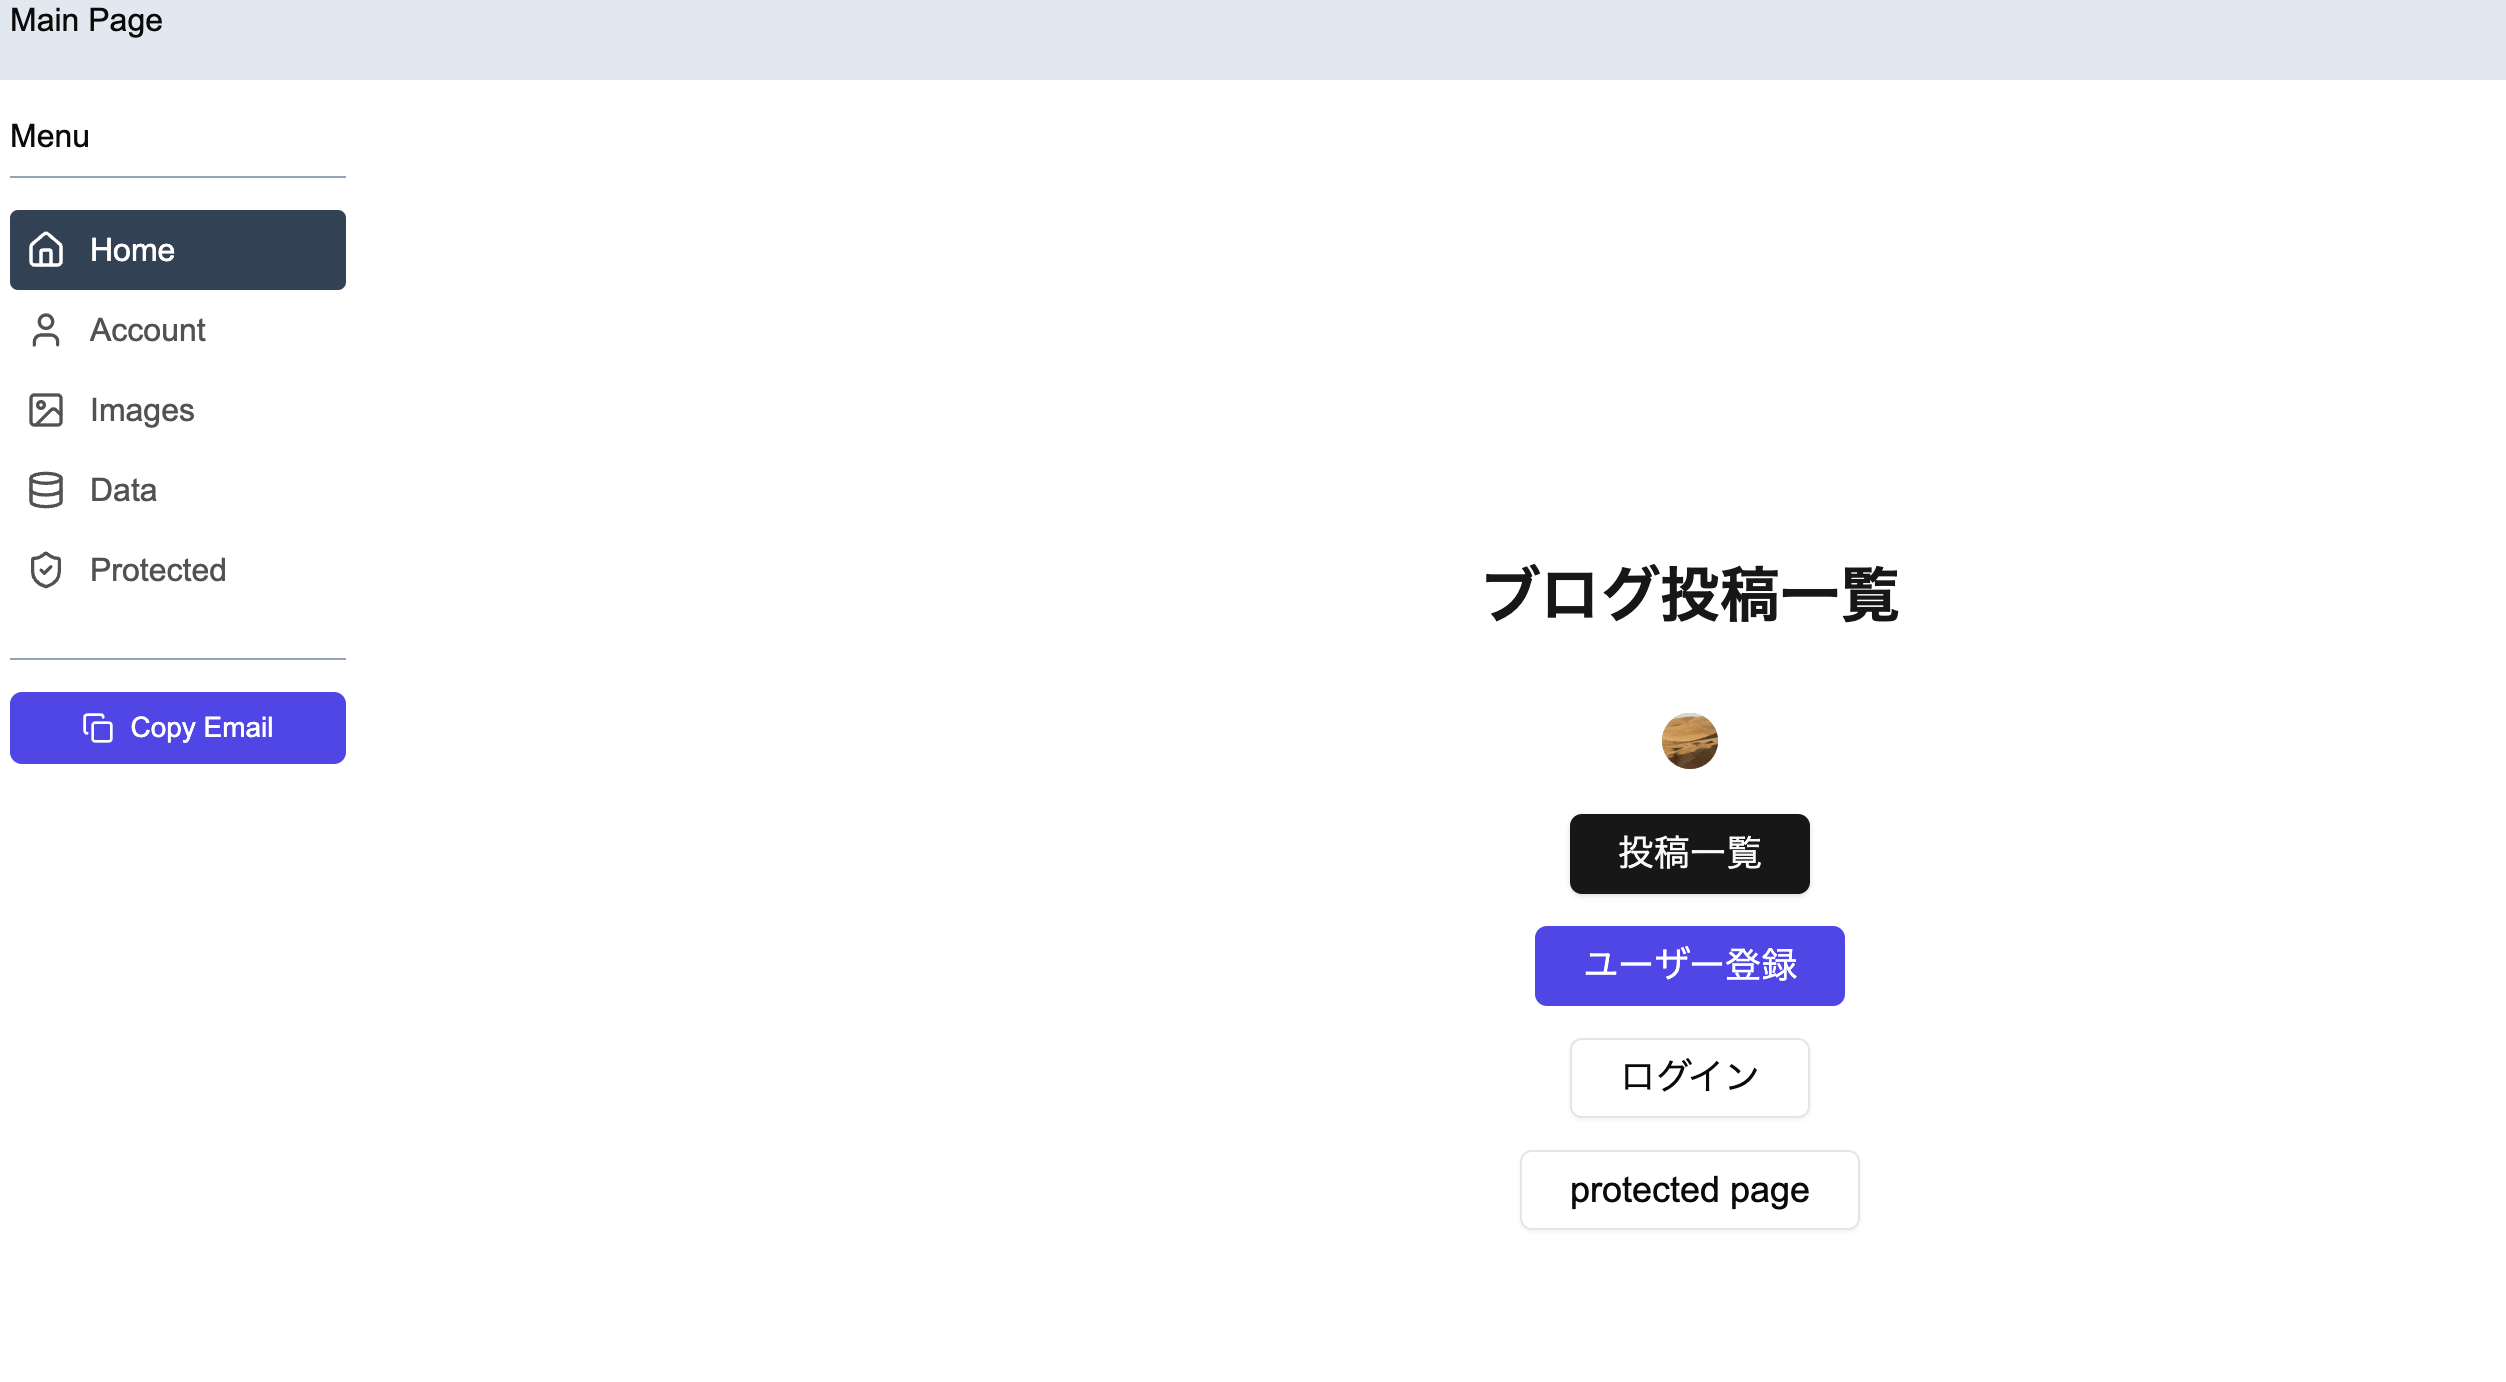 Main Page
Menu
Home
Account
Images
Data
Protected
Copy Email
ブログ投稿一覧
投稿一覧
ユーザー登録
ログイン
protected page